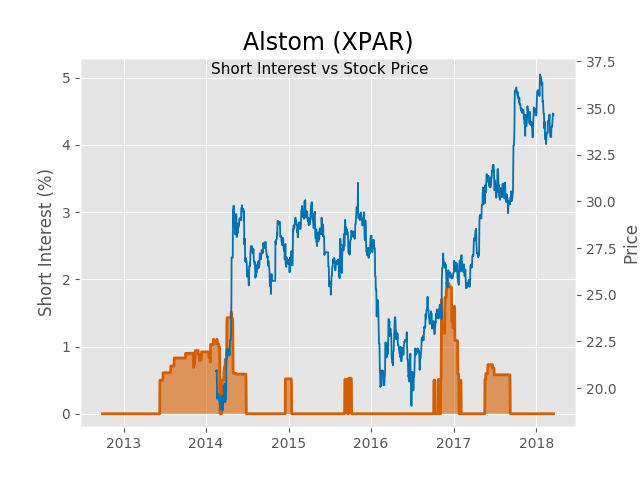 Alstom (XPAR)
Short Interest vs Stock Price
Short Interest (%)
5
4
3
2
1
0
37.5
35.0
32.5
30.0
27.5
25.0
22.5
20.0
Price
2013 2014 2015 2016 2017 2018